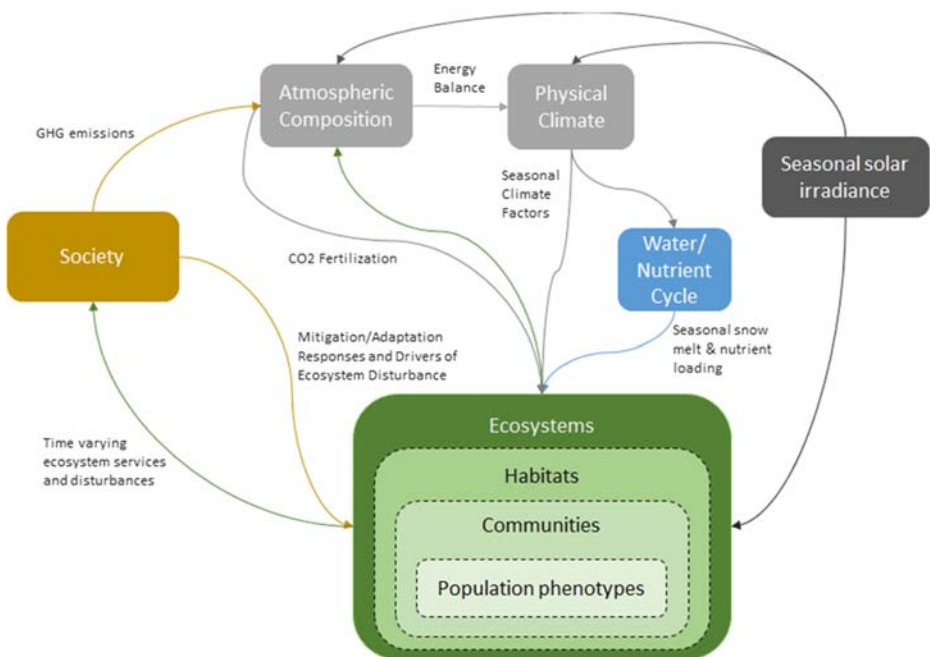 Atmospheric
Composition
Energy
Balance
Physical
Climate
GHG emissions
Seasonal solar
irradiance
Seasonal
Climate
Factors
Society
CO2 Fertilization
Water/
Nutrient
Cycle
Mitigation/Adaptation
Responses and Drivers of
Ecosystem Disturbance
Seasonal snow
melt & nutrient
loading
Time varying
ecosystem services
and disturbances
Ecosystems
Habitats
Communities
Population phenotypes